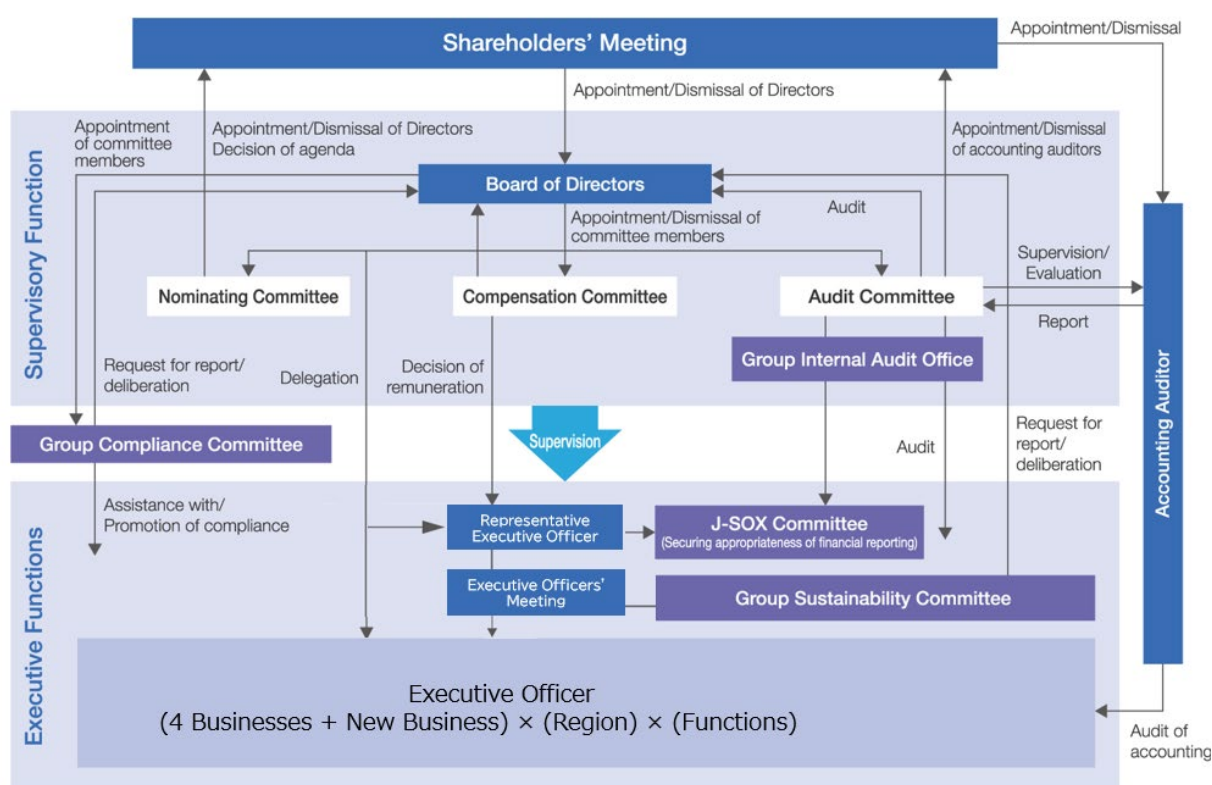 Shareholders’ Meeting
Appointment/Dismissal
Appointment/Dismissal of Directors
Appointment
of committee
members
Appointment/Dismissal of Directors
Decision of agenda
Appointment/Dismissal
of accounting auditors
Supervisory Function
Board of Directors
Audit
Appointment/Dismissal of
committee members
Supervision/
Evaluation
Nominating Committee
Compensation Committee
Audit Committee
Report
Group Internal Audit Office
Request for report/
deliberation
Delegation
Decision of
remuneration
Accounting Auditor
Supervision
Group Compliance Committee
Audit
Request for
report/
deliberation
Executive Functions
Assistance with/
Promotion of compliance
Representative
Executive Officer
J-SOX Committee
(Securing appropriateness of financial reporting)
Executive Officers’
Meeting
Group Sustainability Committee
Executive Officer
(4 Businesses + New Business) × (Region) × (Functions)
Audit of
accounting